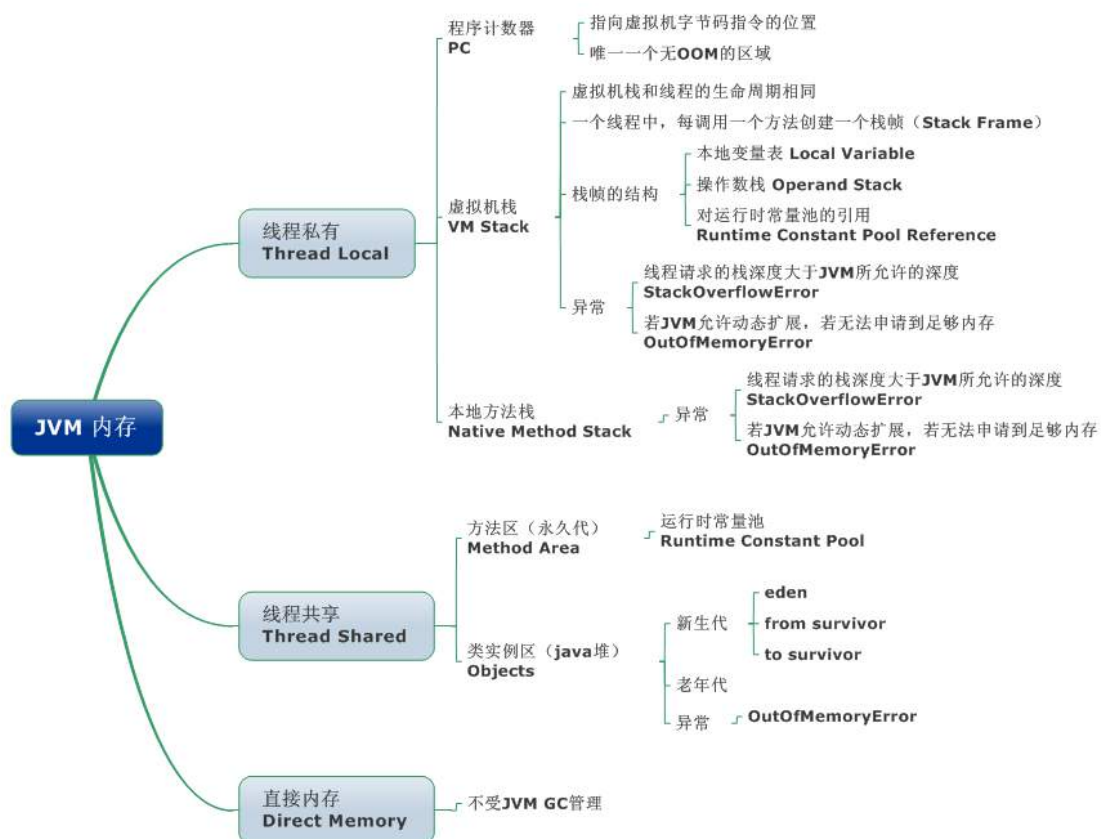 JVM 内存
线程私有
Thread Local
程序计数器
PC
指向虚拟机字节码指令的位置
唯一一个无OOM的区域
虚拟机栈
VM Stack
虚拟机栈和线程的生命周期相同
一个线程中，每调用一个方法创建一个栈帧（Stack Frame）
栈帧的结构
本地变量表 Local Variable
操作数栈 Operand Stack
对运行时常量池的引用
Runtime Constant Pool Reference
异常
线程请求的栈深度大于JVM所允许的深度
StackOverflowError
若JVM允许动态扩展，若无法申请到足够内存
OutOfMemoryError
本地方法栈
Native Method Stack
异常
线程请求的栈深度大于JVM所允许的深度
StackOverflowError
若JVM允许动态扩展，若无法申请到足够内存
OutOfMemoryError
线程共享
Thread Shared
方法区（永久代）
Method Area
运行时常量池
Runtime Constant Pool
类实例区（java堆）
Objects
新生代
eden
from survivor
to survivor
老年代
异常
OutOfMemoryError
直接内存
Direct Memory
不受JVM GC管理